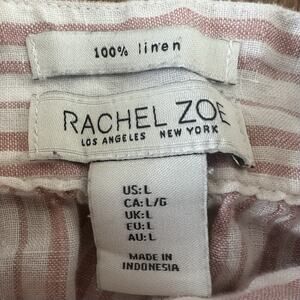 100% linen
RACHEL ZOE
LOS ANGELES NEW YORK
US: L
CA: L/G
UK: L
EU: L
AU: L
MADE IN
INDONESIA